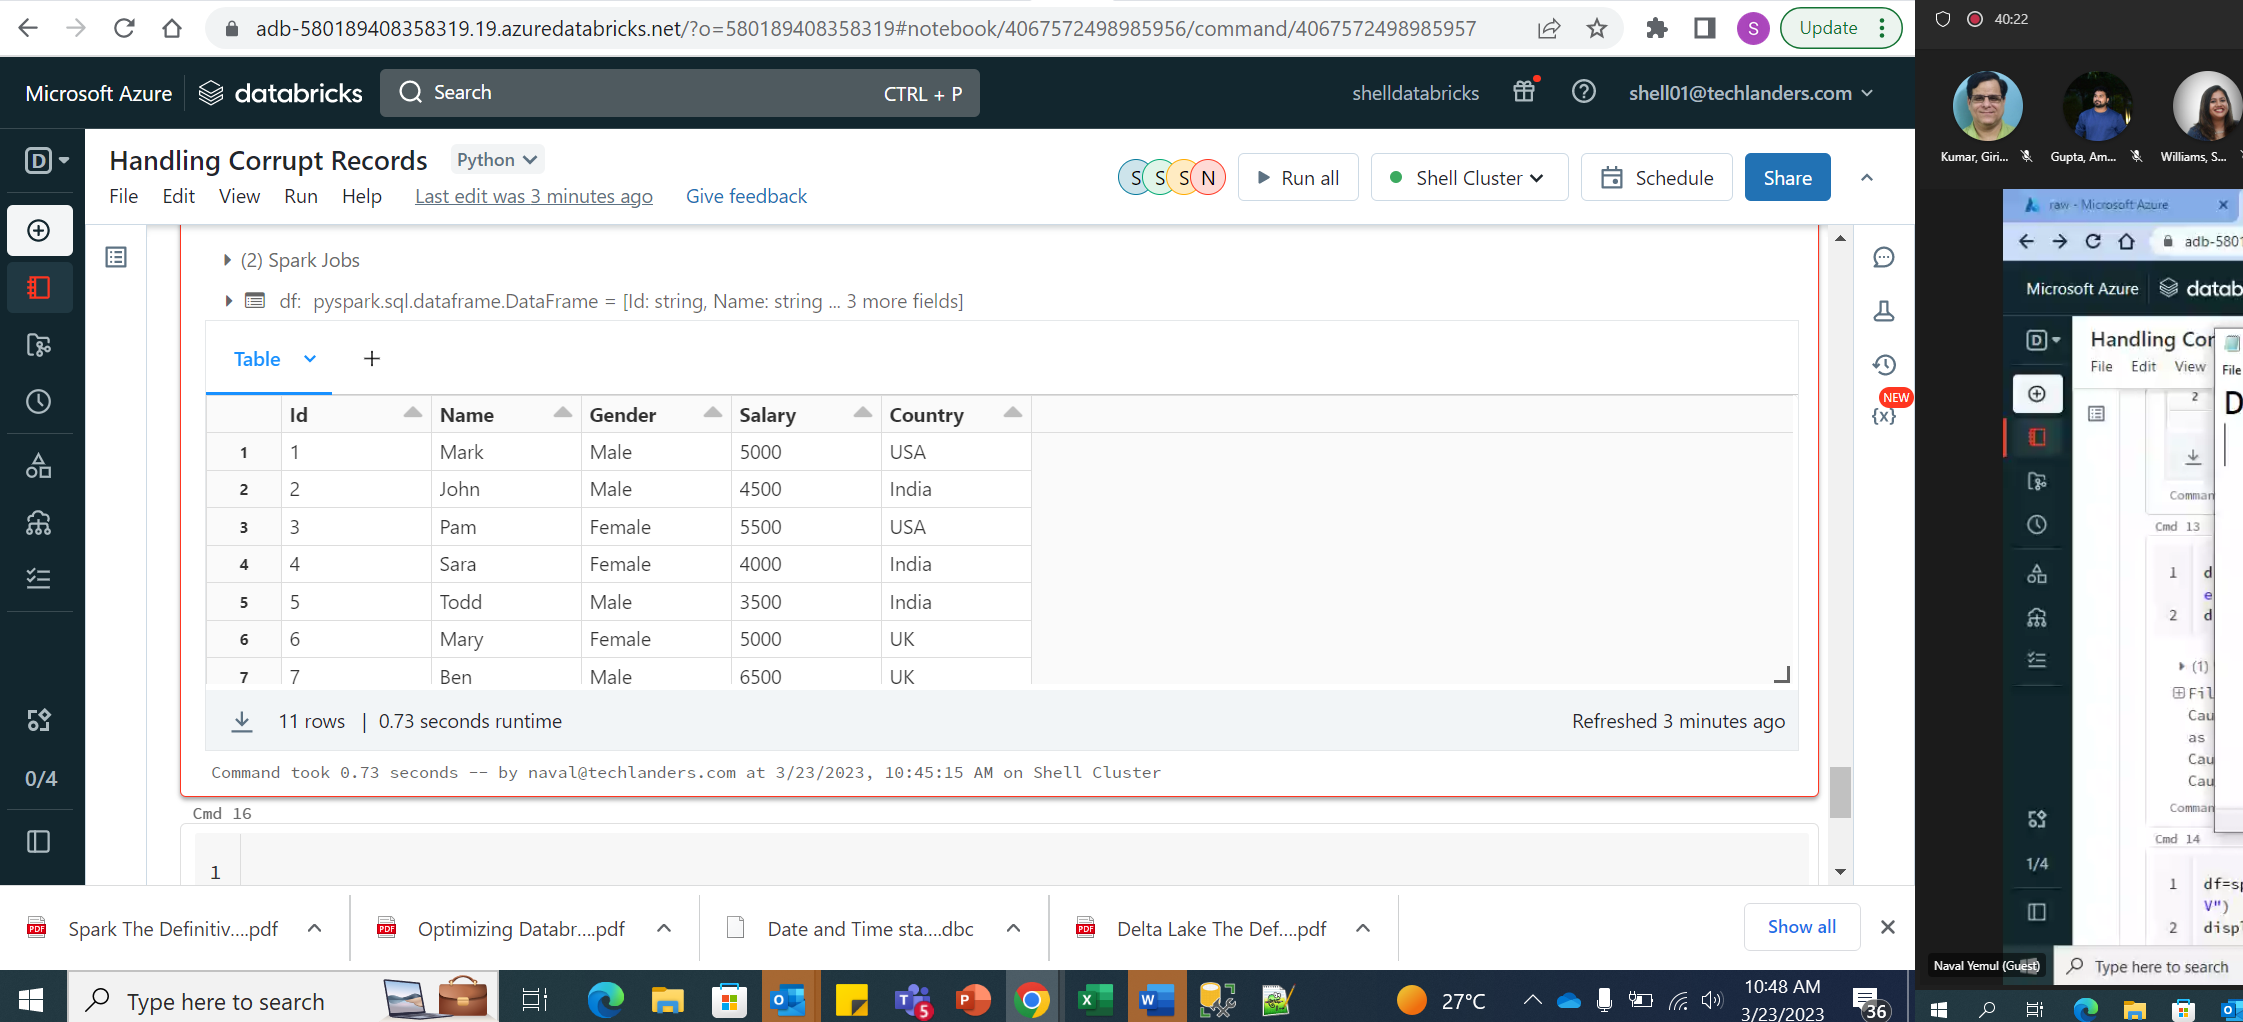 adb-580189408358319.19.azuredatabricks.net/?o=580189408358319#notebook/4067572498985956/command/4067572498985957
S
Update
Microsoft Azure
databricks
Search
CTRL + P
shelldatabricks
shell01@techlanders.com
D
Handling Corrupt Records
Python
File Edit View Run Help
Last edit was 3 minutes ago
Give feedback
S S S N
Run all
Shell Cluster
Schedule
Share
(2) Spark Jobs
df: pyspark.sql.dataframe.DataFrame = [Id: string, Name: string ... 3 more fields]
Table
+
Id Name Gender Salary Country
1 1 Mark Male 5000 USA
2 2 John Male 4500 India
3 3 Pam Female 5500 USA
4 4 Sara Female 4000 India
5 5 Todd Male 3500 India
6 6 Mary Female 5000 UK
7 7 Ben Male 6500 UK
11 rows | 0.73 seconds runtime
Refreshed 3 minutes ago
Command took 0.73 seconds -- by naval@techlanders.com at 3/23/2023, 10:45:15 AM on Shell Cluster
Cmd 16
1
NEW
{x}
0/4
Spark The Definitiv....pdf
Optimizing Databr....pdf
Date and Time sta....dbc
Delta Lake The Def....pdf
Show all
Type here to search
5
27°C
10:48 AM
3/23/2023
36
40:22
Kumar, Giri...
Gupta, Am...
Williams, S...
raw - Microsoft Azure
adb-580
Microsoft Azure
datab
D
Handling Cor
File Edit View
File
D
2
Comman
Cmd 13
1 d
e
2 d
(1)
Fil
Cau
as
Cau
Cau
Comman
Cmd 14
1/4
1 df=sp
V")
2 displ
Naval Yemul (Guest)
Type here to search